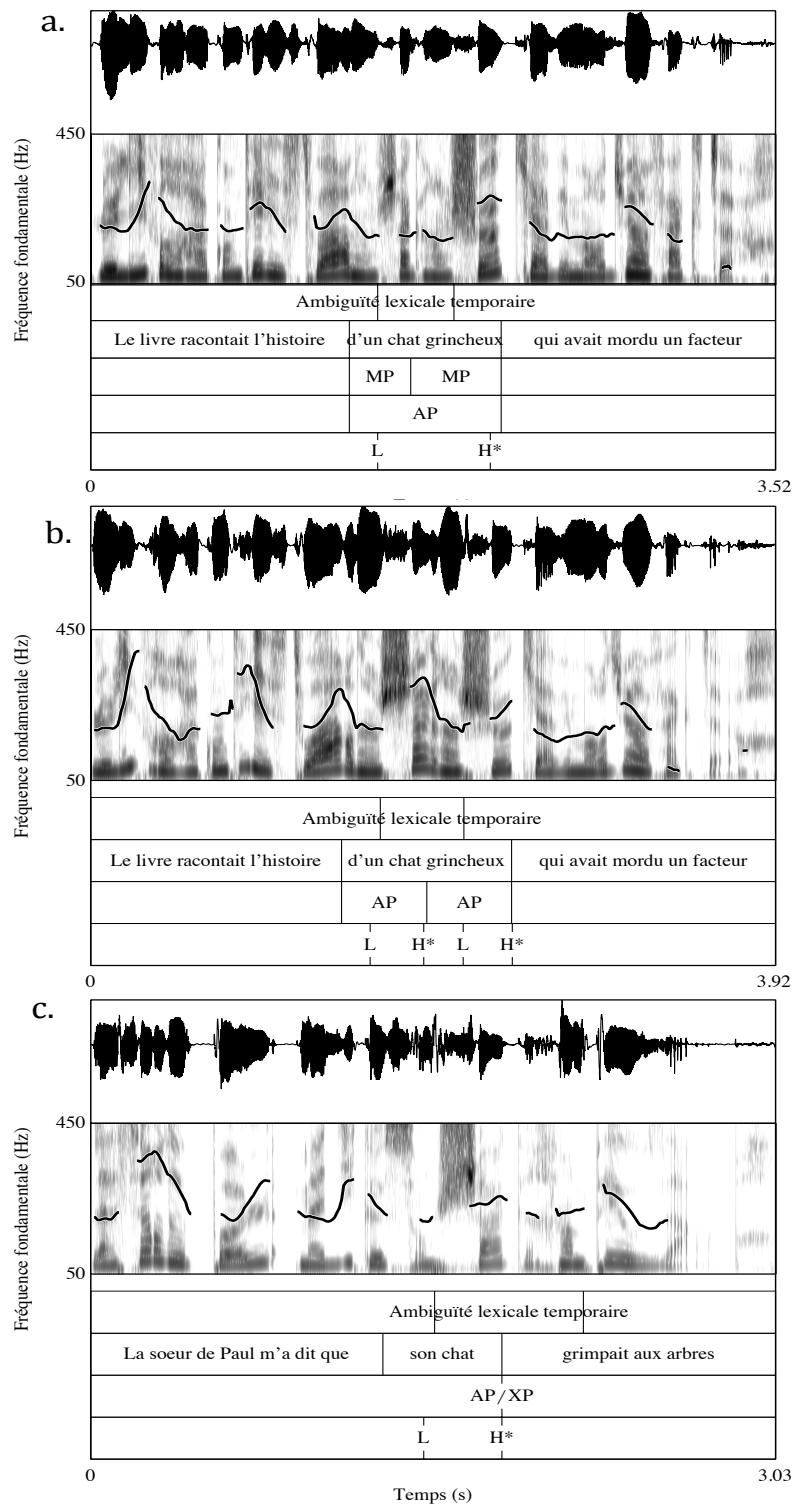 a.
450
Fréquence fondamentale (Hz)
50
Ambiguïté lexicale temporaire
Le livre racontait l'histoire d'un chat grincheux qui avait mordu un facteur
MP MP
AP
L H*
0 3.52
b.
450
Fréquence fondamentale (Hz)
50
Ambiguïté lexicale temporaire
Le livre racontait l'histoire d'un chat grincheux qui avait mordu un facteur
AP AP
L H* L H*
0 3.92
c.
450
Fréquence fondamentale (Hz)
50
Ambiguïté lexicale temporaire
La soeur de Paul m'a dit que son chat grimpait aux arbres
AP/XP
L H*
0 3.03
Temps (s)